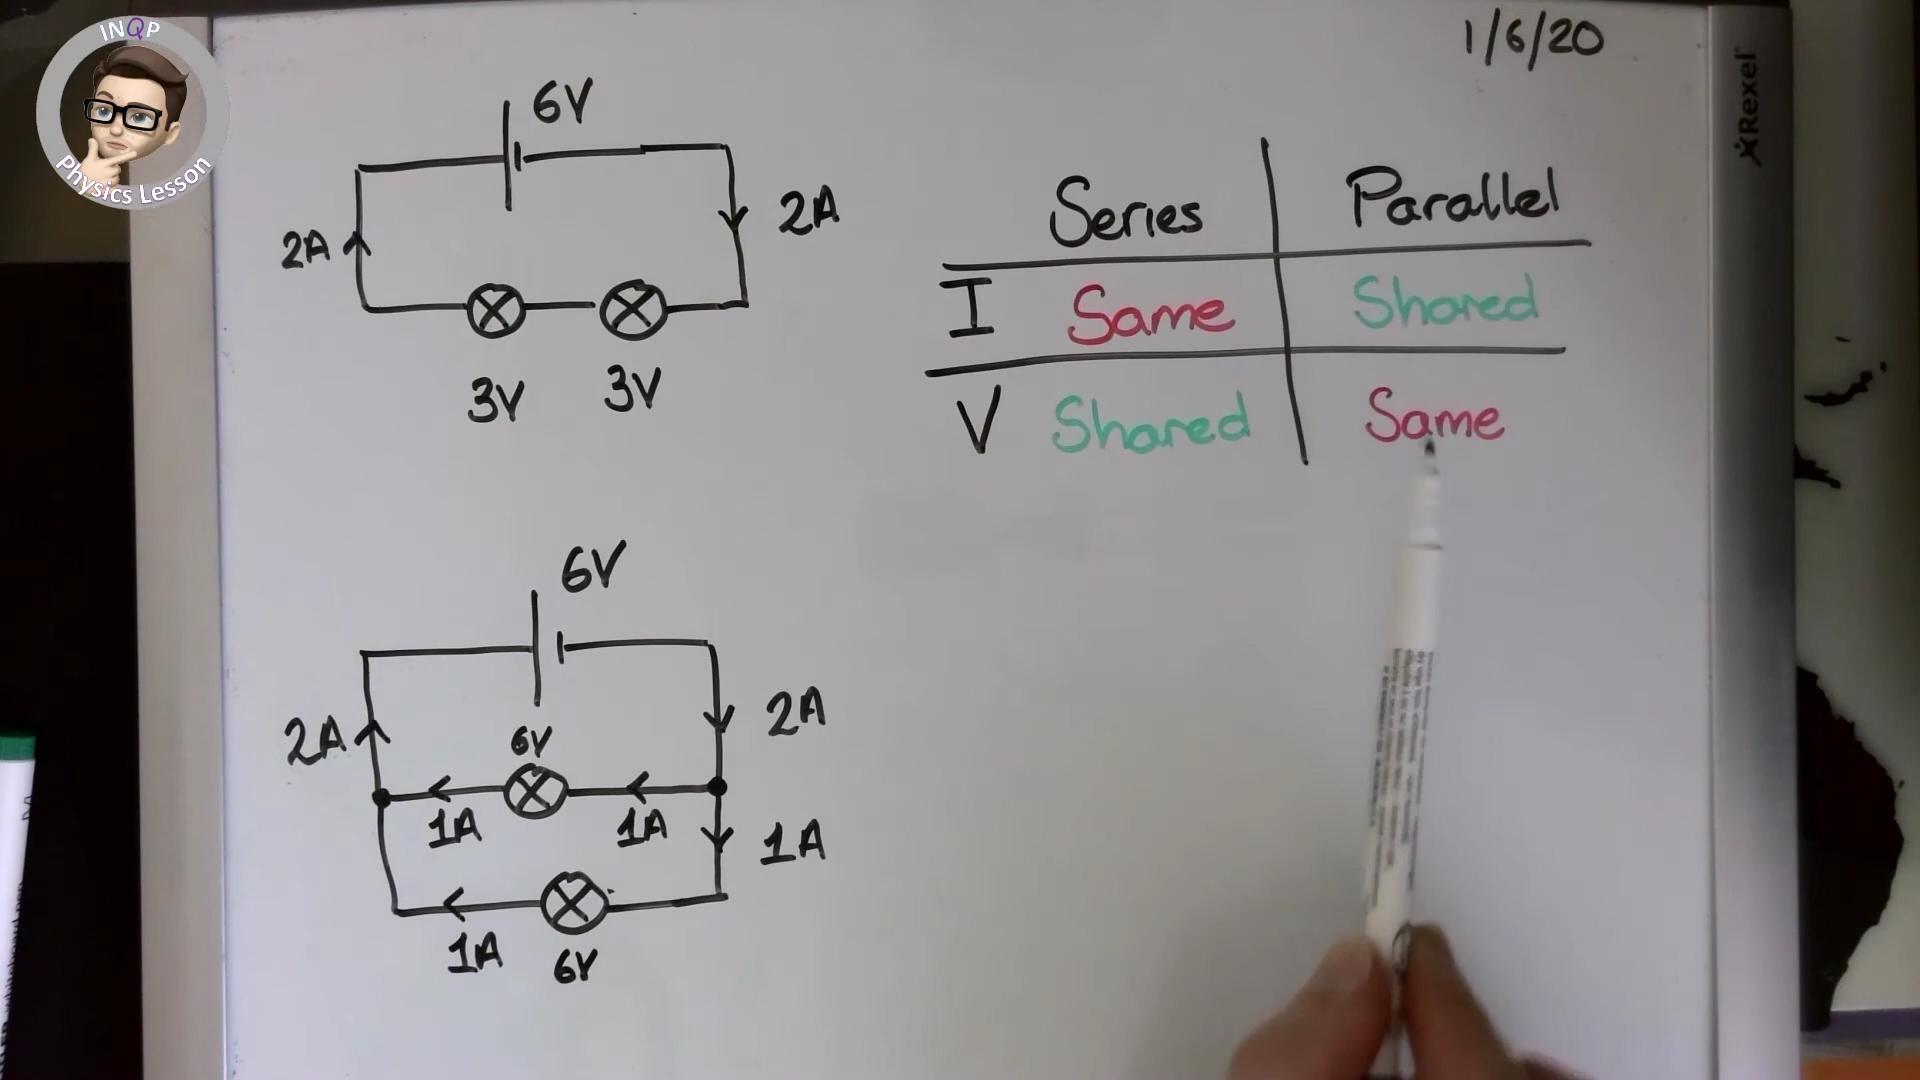 INQP
Physics Lesson
1/6/20
Rexel
6V
2A
2A
3V 3V
Series Parallel
I Same Shared
V Shared Same
6V
2A
2A
6V
1A 1A
1A
1A
6V